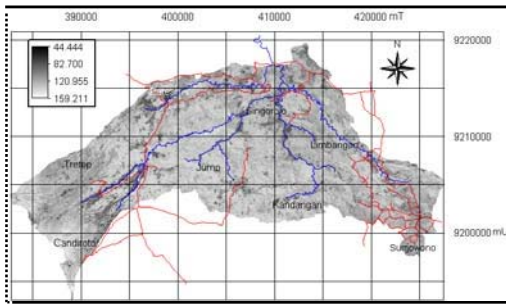 390000 400000 410000 420000 mT
44.444
82.700
120.955
159.211
N
9220000
9210000
9200000 mU
Limbangan
Tretep
Jumo
Kandangan
Candiroto
Sumowono